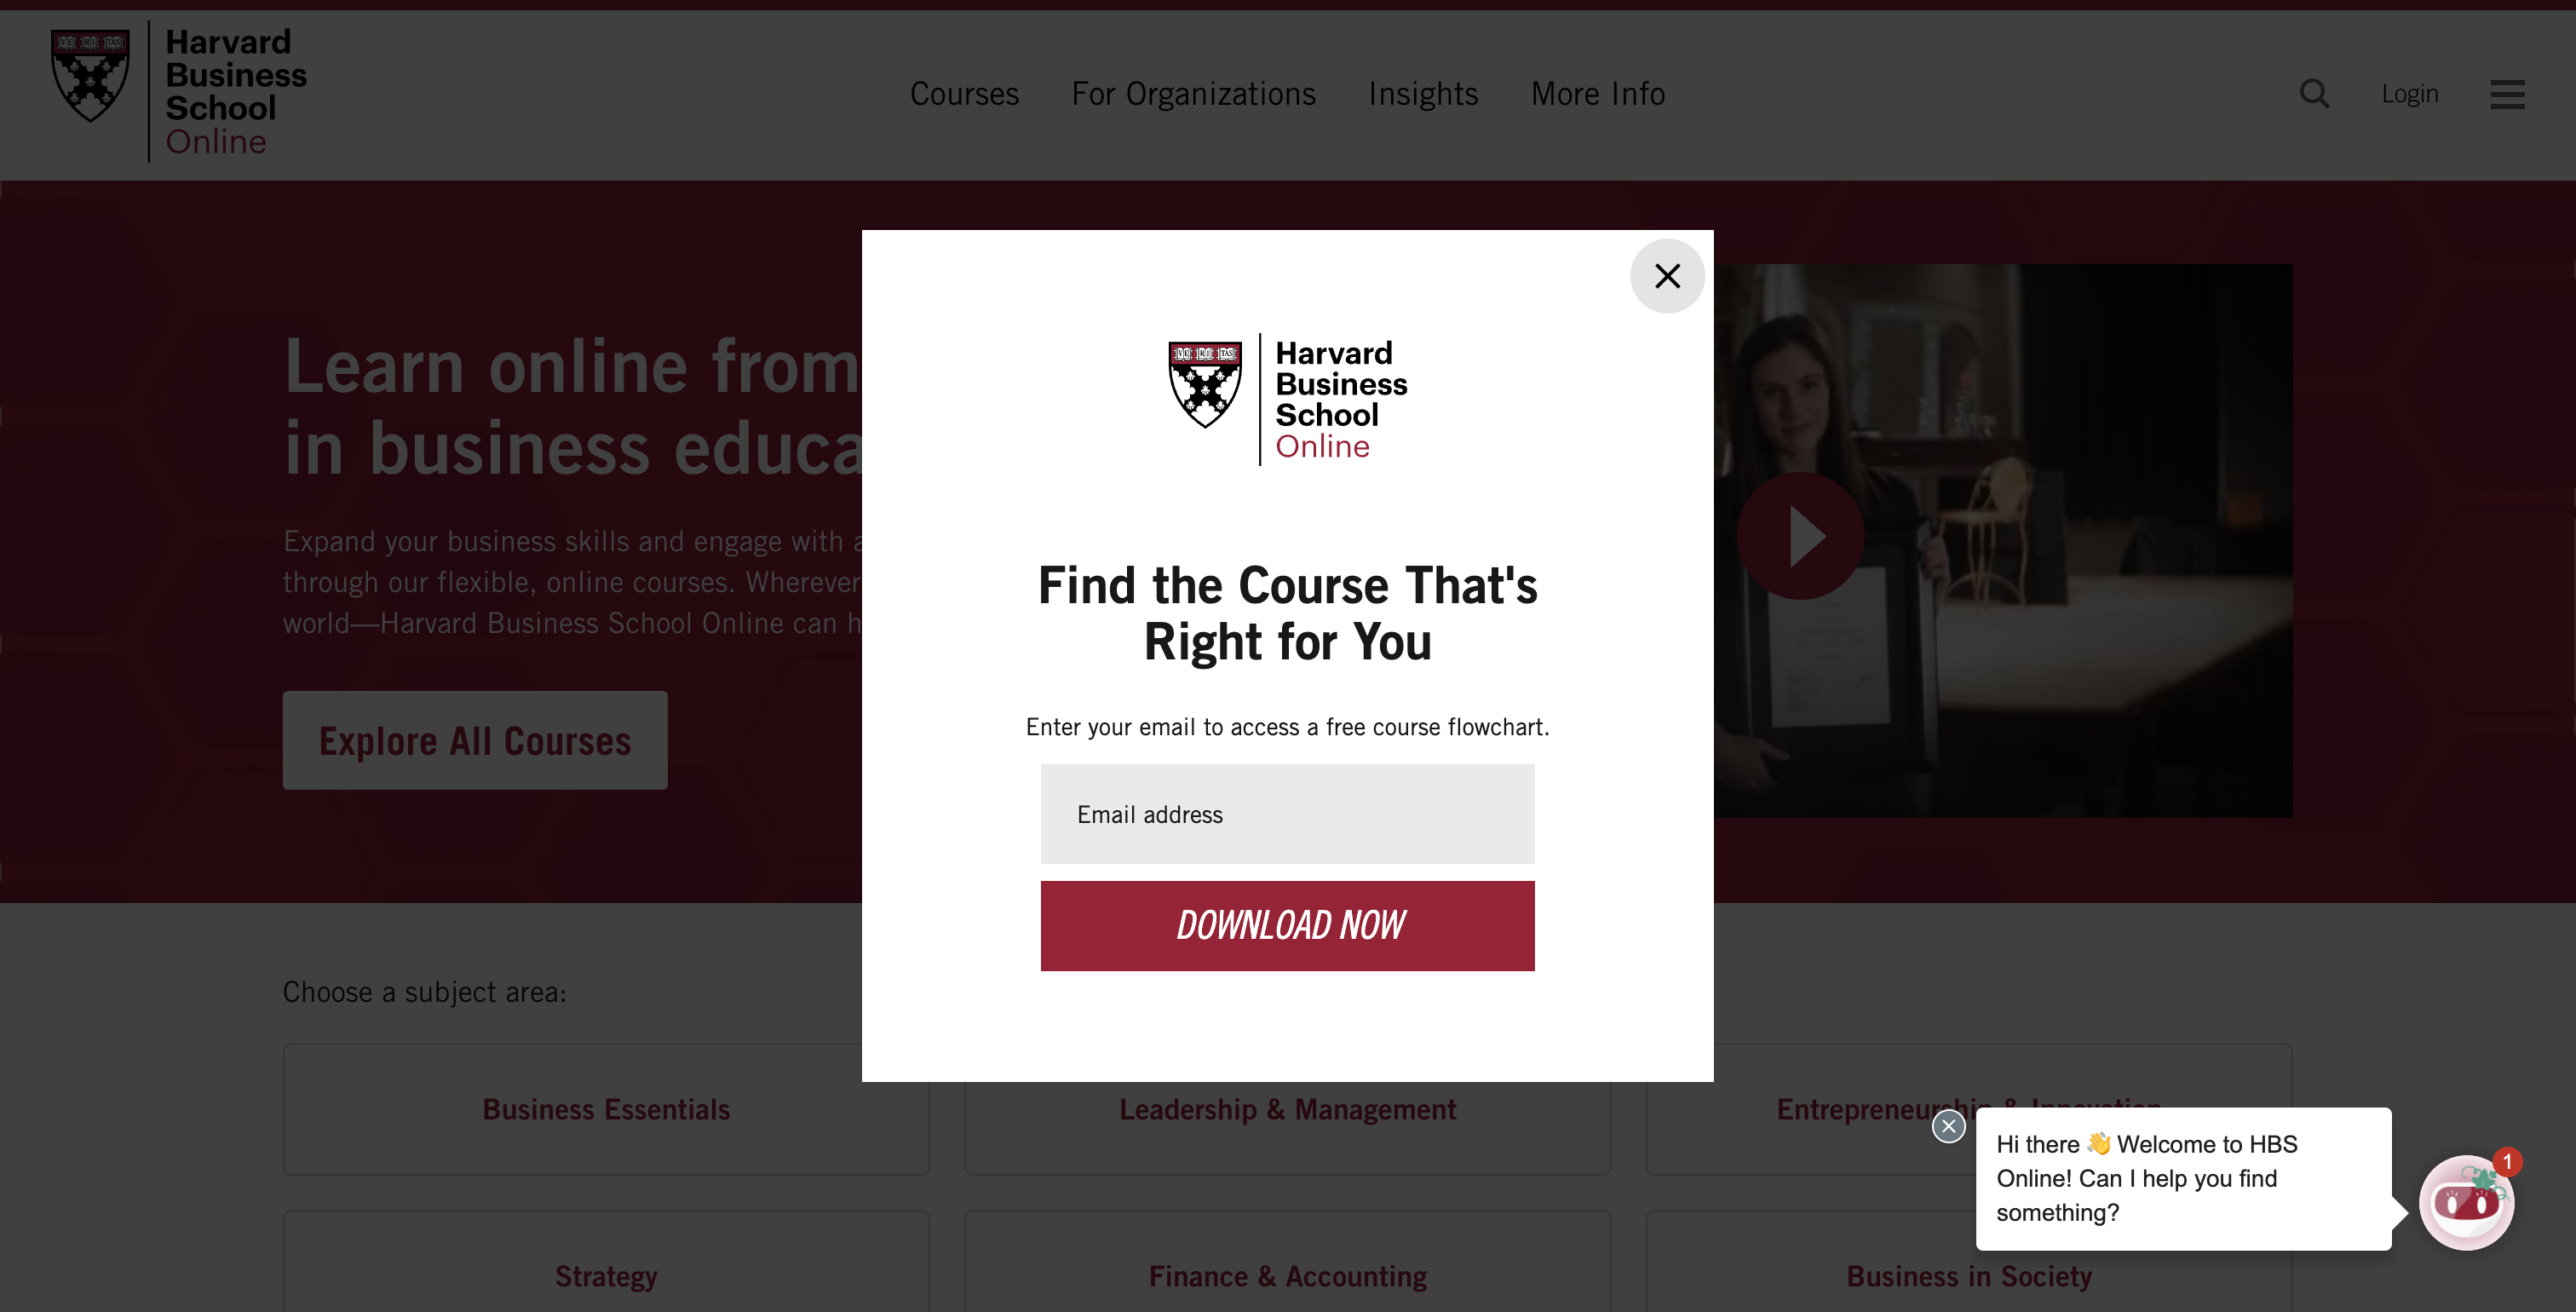 Harvard
Business
School
Online
Courses
For Organizations
Insights
More Info
Login
Learn online from
in business educa
Expand your business skills and engage with a
through our flexible, online courses. Wherever
world—Harvard Business School Online can h
Explore All Courses
VE RI TAS
Harvard
Business
School
Online
Find the Course That's
Right for You
Enter your email to access a free course flowchart.
Email address
DOWNLOAD NOW
Choose a subject area:
Business Essentials
Leadership & Management
Entrepreneurship & Innovation
Strategy
Finance & Accounting
Business in Society
Hi there 👋 Welcome to HBS
Online! Can I help you find
something?
1